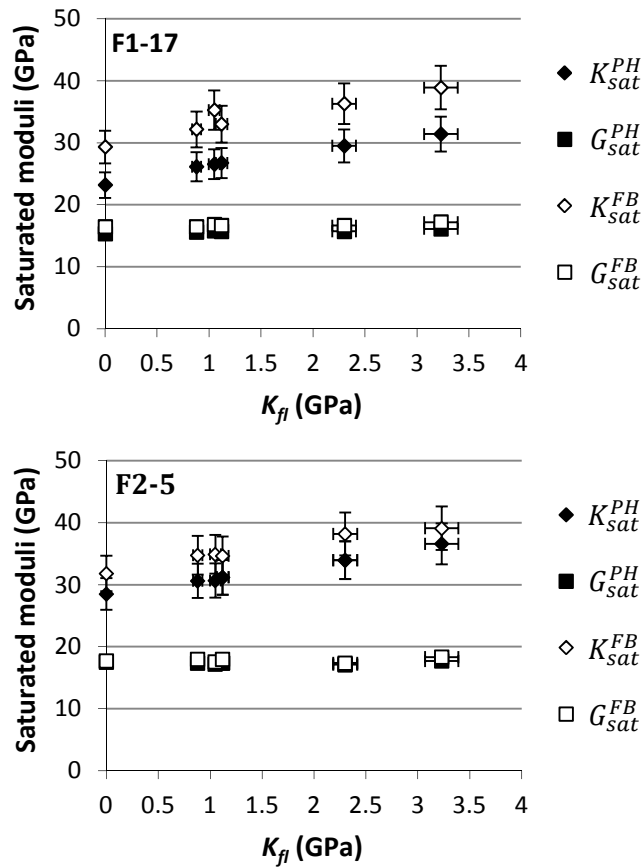 F1-17
50
40
30
20
10
0
Saturated moduli (GPa)
0 0.5 1 1.5 2 2.5 3 3.5 4
K_fl (GPa)
K_sat^PH
G_sat^PH
K_sat^FB
G_sat^FB
F2-5
50
40
30
20
10
0
Saturated moduli (GPa)
0 0.5 1 1.5 2 2.5 3 3.5 4
K_fl (GPa)
K_sat^PH
G_sat^PH
K_sat^FB
G_sat^FB